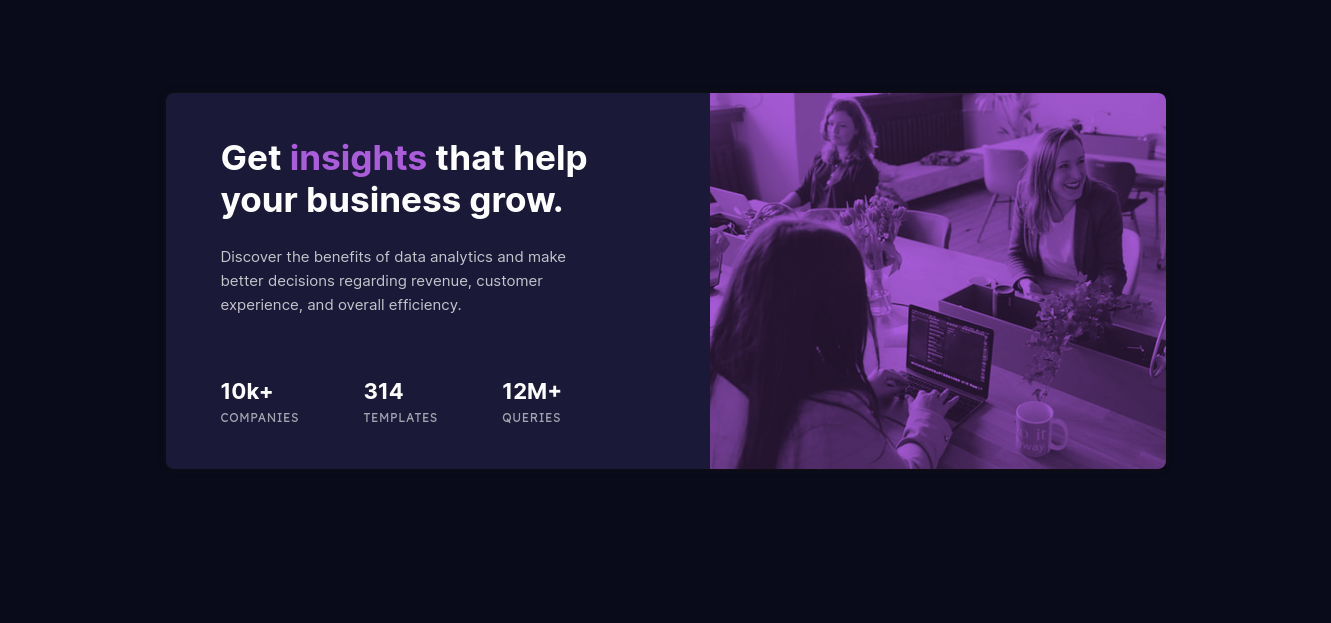 Get insights that help
your business grow.
Discover the benefits of data analytics and make
better decisions regarding revenue, customer
experience, and overall efficiency.
10k+ 314 12M+
COMPANIES TEMPLATES QUERIES